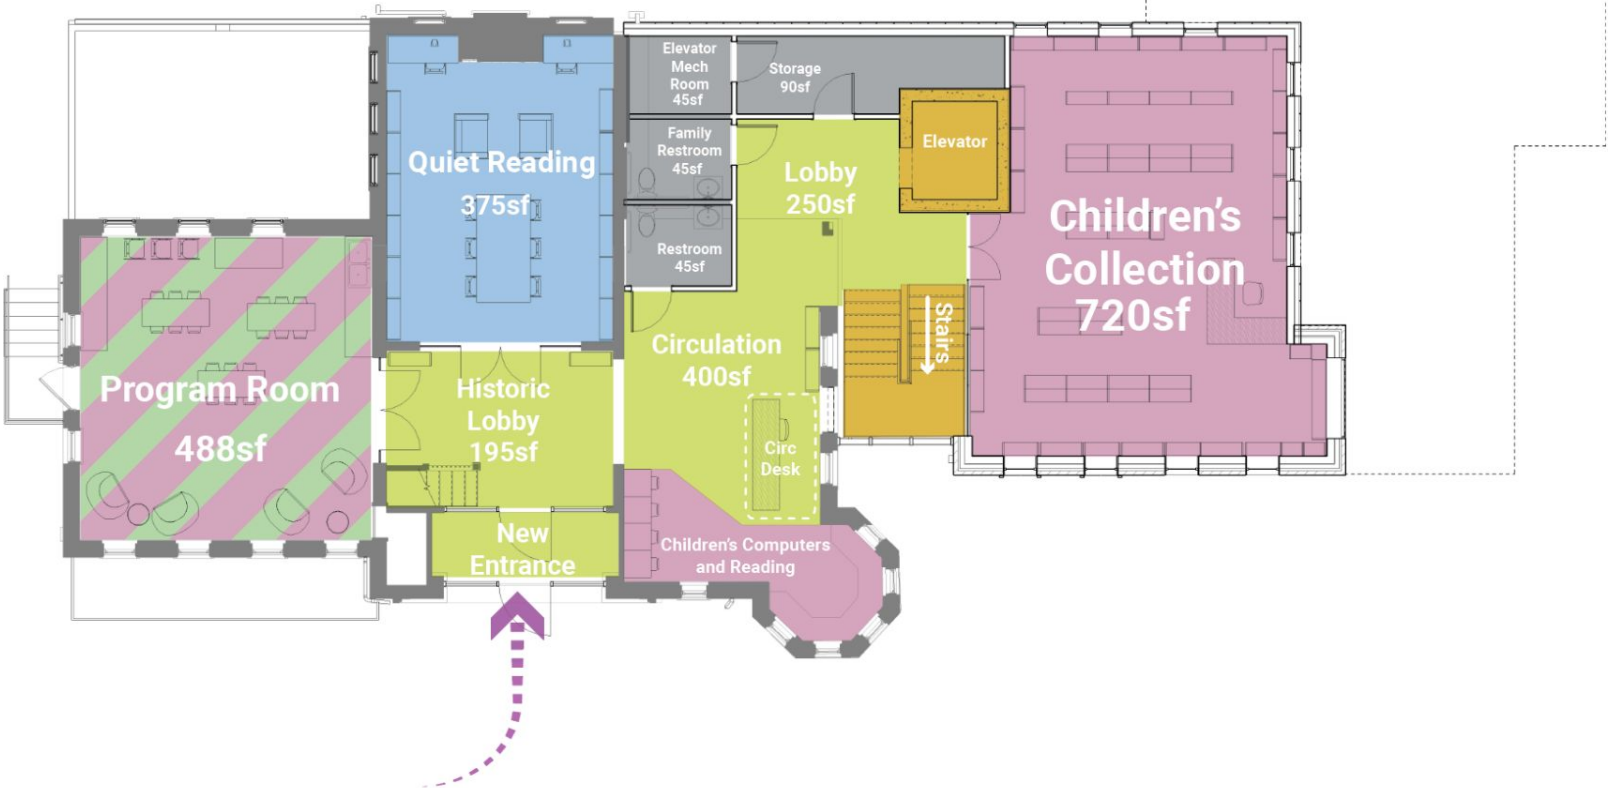 Elevator
Mech
Room
45sf
Storage
90sf
Family
Restroom
45sf
Elevator
Quiet Reading
375sf
Lobby
250sf
Restroom
45sf
Children's
Collection
720sf
Stairs
Circulation
400sf
Program Room
488sf
Historic
Lobby
195sf
Circ
Desk
New
Entrance
Children's Computers
and Reading